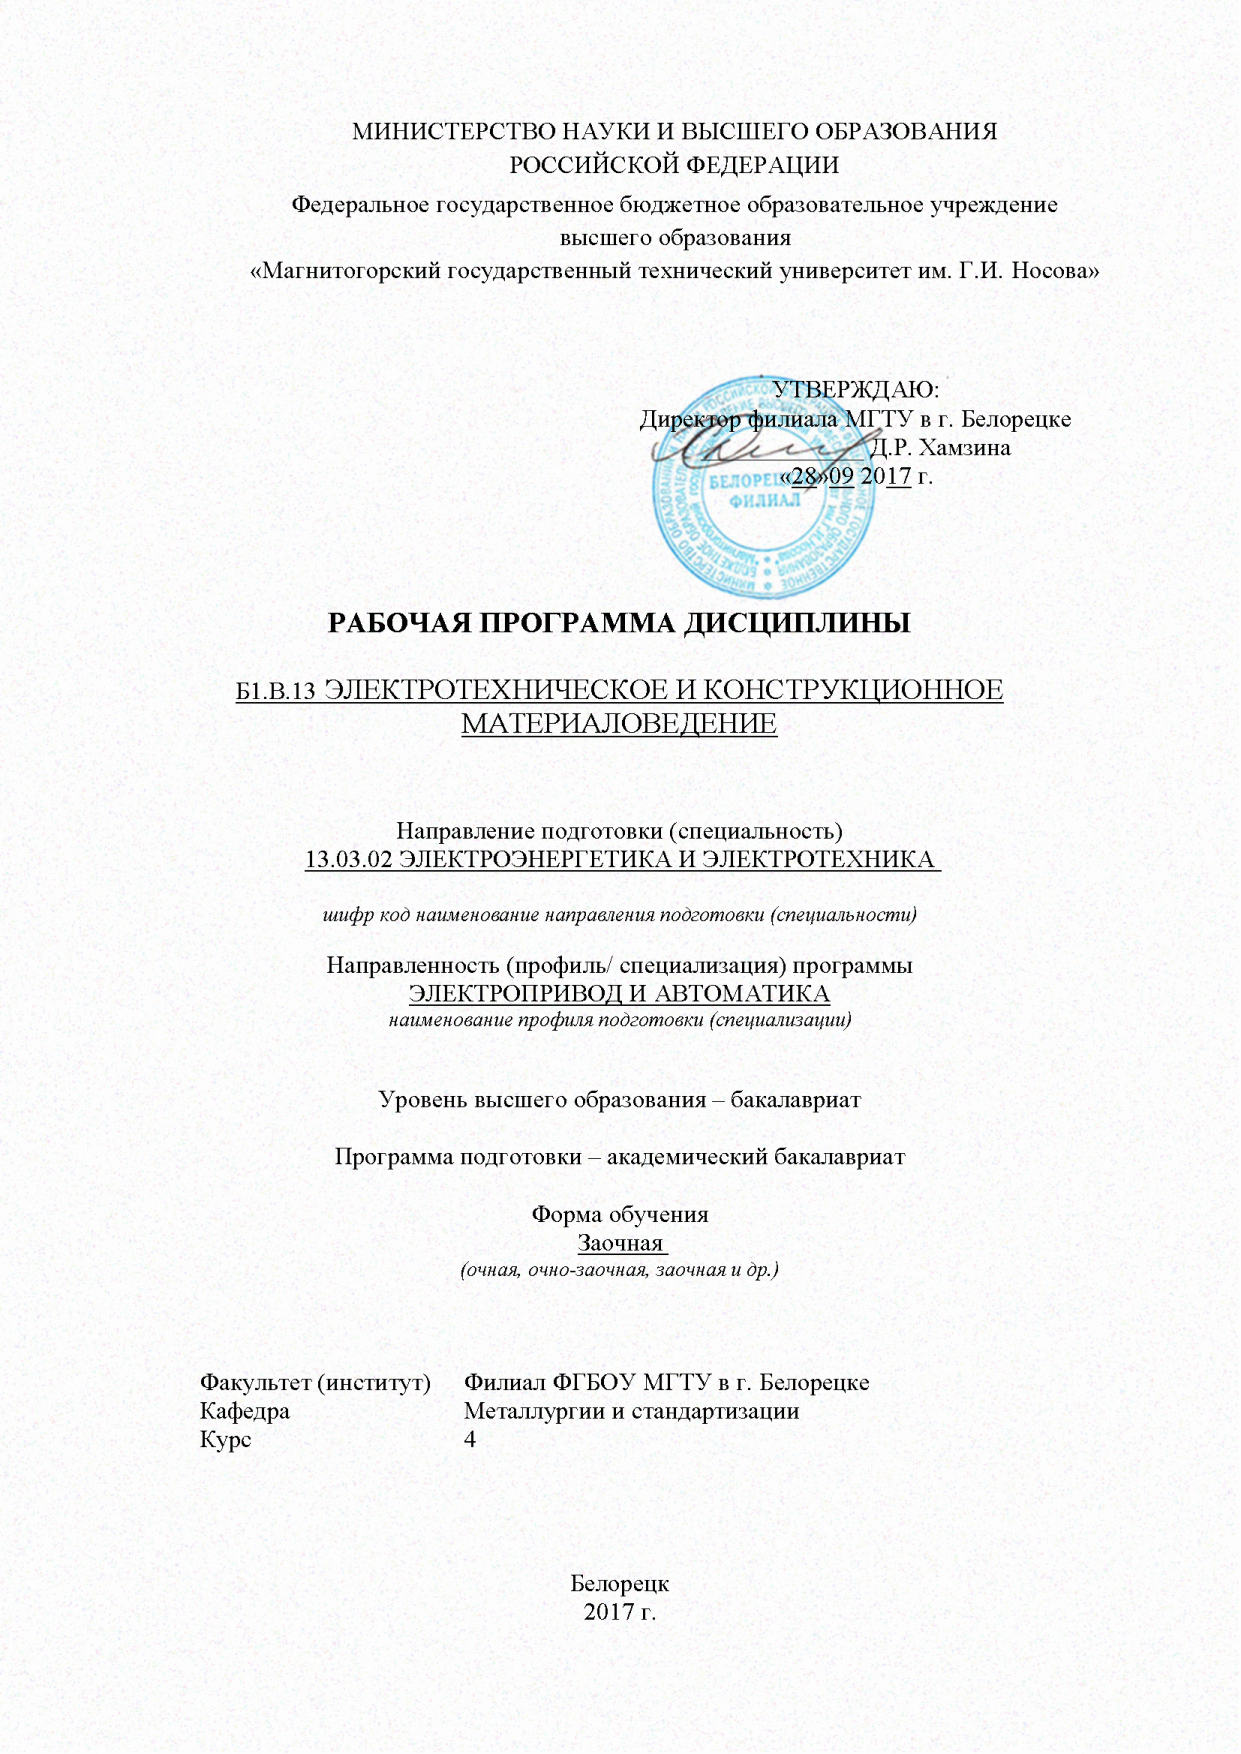 МИНИСТЕРСТВО НАУКИ И ВЫСШЕГО ОБРАЗОВАНИЯ
РОССИЙСКОЙ ФЕДЕРАЦИИ
Федеральное государственное бюджетное образовательное учреждение
высшего образования
«Магнитогорский государственный технический университет им. Г.И. Носова»
УТВЕРЖДАЮ:
Директор филиала МГТУ в г. Белорецке
Д.Р. Хамзина
«28»09 2017 г.
БЕЛОРЕЦКИЙ
ФИЛИАЛ
РАБОЧАЯ ПРОГРАММА ДИСЦИПЛИНЫ
Б1.В.13 ЭЛЕКТРОТЕХНИЧЕСКОЕ И КОНСТРУКЦИОННОЕ
МАТЕРИАЛОВЕДЕНИЕ
Направление подготовки (специальность)
13.03.02 ЭЛЕКТРОЭНЕРГЕТИКА И ЭЛЕКТРОТЕХНИКА
шифр код наименование направления подготовки (специальности)
Направленность (профиль/ специализация) программы
ЭЛЕКТРОПРИВОД И АВТОМАТИКА
наименование профиля подготовки (специализации)
Уровень высшего образования – бакалавриат
Программа подготовки – академический бакалавриат
Форма обучения
Заочная
(очная, очно-заочная, заочная и др.)
Факультет (институт) Филиал ФГБОУ МГТУ в г. Белорецке
Кафедра Металлургии и стандартизации
Курс 4
Белорецк
2017 г.